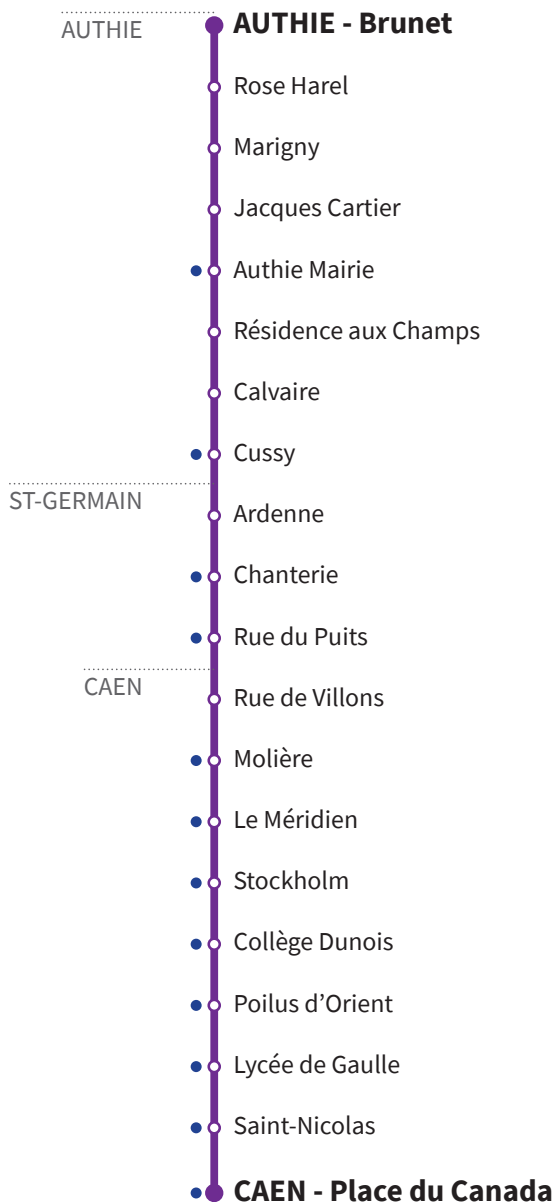 AUTHIE
AUTHIE - Brunet
Rose Harel
Marigny
Jacques Cartier
Authie Mairie
Résidence aux Champs
Calvaire
Cussy
ST-GERMAIN
Ardenne
Chanterie
Rue du Puits
CAEN
Rue de Villons
Molière
Le Méridien
Stockholm
Collège Dunois
Poilus d’Orient
Lycée de Gaulle
Saint-Nicolas
CAEN - Place du Canada